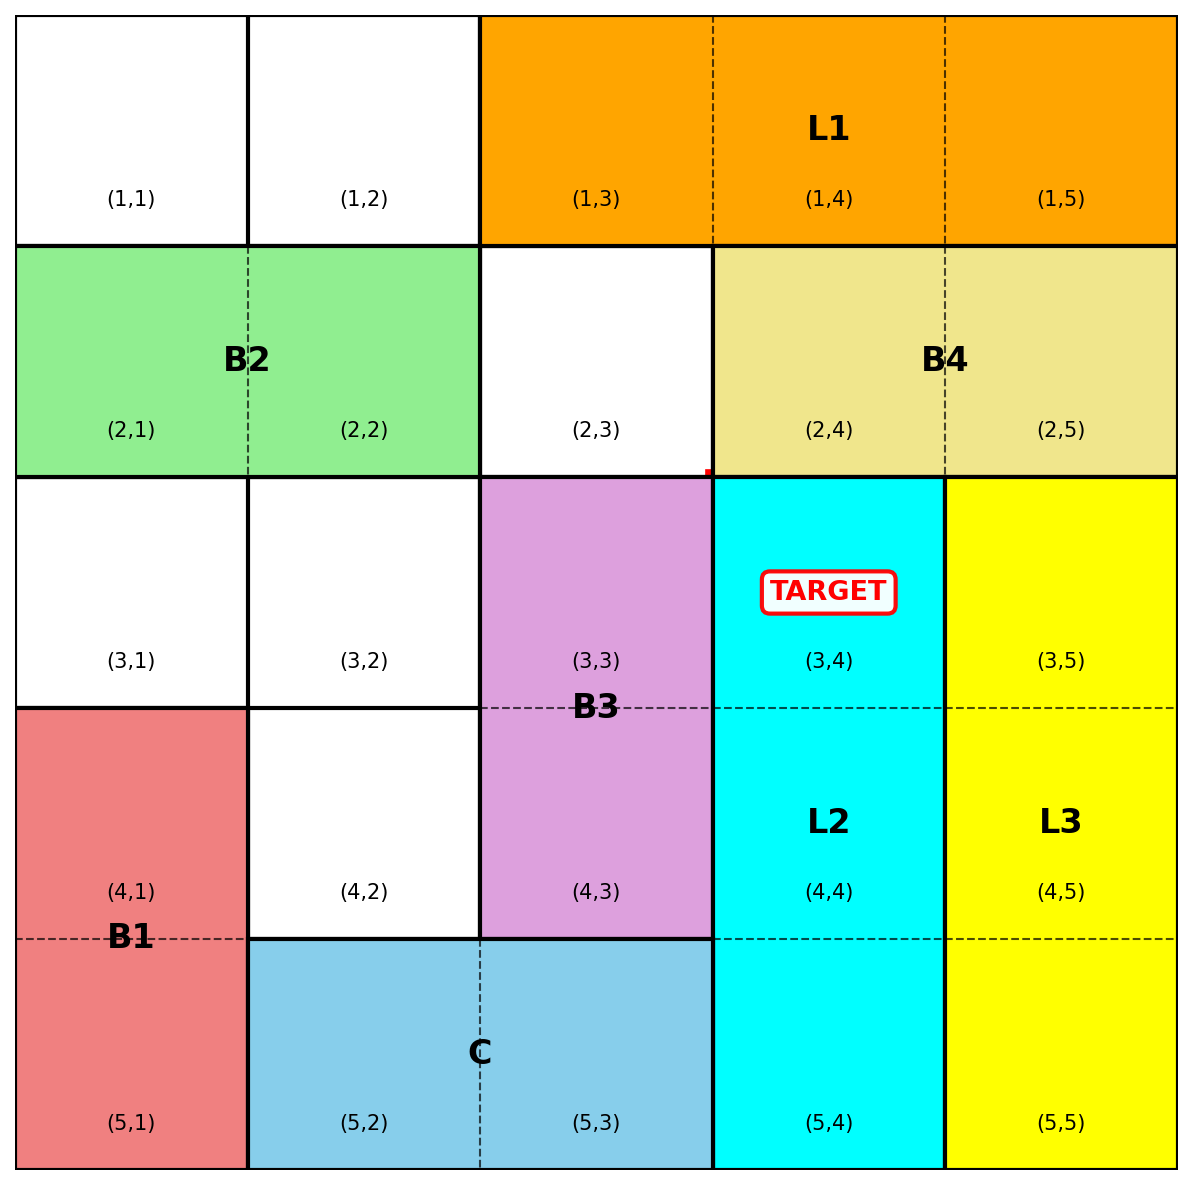 L1
(1,1) (1,2) (1,3) (1,4) (1,5)
B2 B4
(2,1) (2,2) (2,3) (2,4) (2,5)
TARGET
(3,1) (3,2) (3,3) (3,4) (3,5)
B3
L2 L3
(4,1) (4,2) (4,3) (4,4) (4,5)
B1
C
(5,1) (5,2) (5,3) (5,4) (5,5)